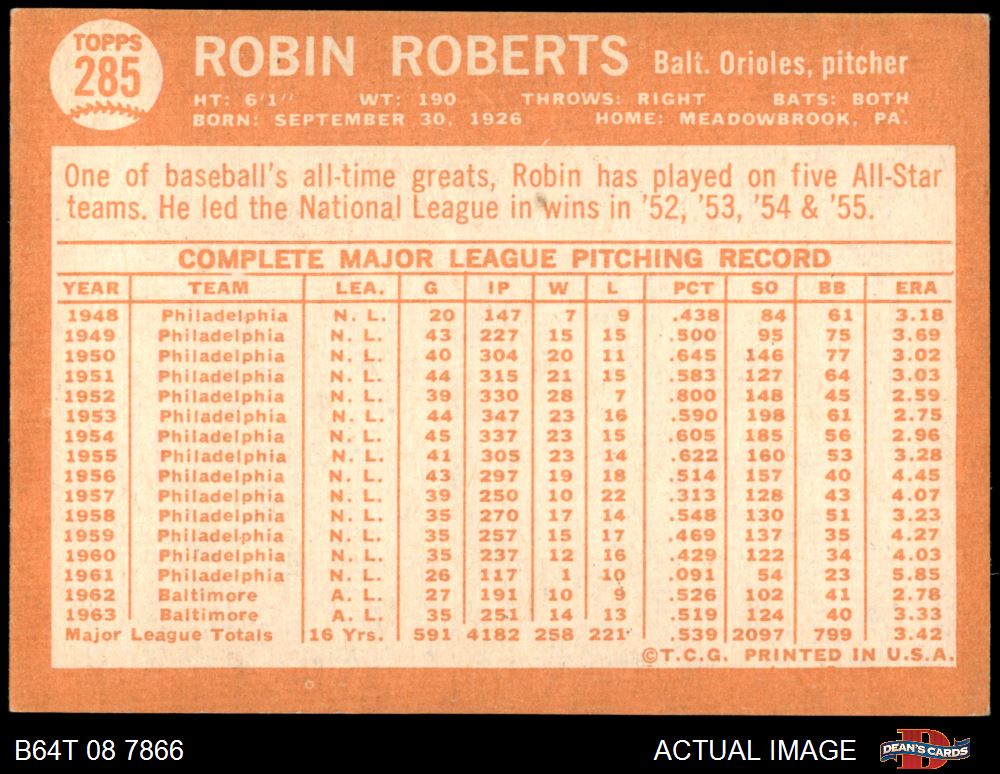 TOPPS
285
ROBIN ROBERTS Balt. Orioles, pitcher
HT: 6'1" WT: 190 THROWS: RIGHT BATS: BOTH
BORN: SEPTEMBER 30, 1926 HOME: MEADOWBROOK, PA.
One of baseball's all-time greats, Robin has played on five All-Star
teams. He led the National League in wins in '52, '53, '54 & '55.
COMPLETE MAJOR LEAGUE PITCHING RECORD
YEAR TEAM LEA. G IP W L PCT SO BB ERA
1948 Philadelphia N. L. 20 147 7 9 .438 84 61 3.18
1949 Philadelphia N. L. 43 227 15 15 .500 95 75 3.69
1950 Philadelphia N. L. 40 304 20 11 .645 146 77 3.02
1951 Philadelphia N. L. 44 315 21 15 .583 127 64 3.03
1952 Philadelphia N. L. 39 330 28 7 .800 148 45 2.59
1953 Philadelphia N. L. 44 347 23 16 .590 198 61 2.75
1954 Philadelphia N. L. 45 337 23 15 .605 185 56 2.96
1955 Philadelphia N. L. 41 305 23 14 .622 160 53 3.28
1956 Philadelphia N. L. 43 297 19 18 .514 157 40 4.45
1957 Philadelphia N. L. 39 250 10 22 .313 128 43 4.07
1958 Philadelphia N. L. 35 270 17 14 .548 130 51 3.23
1959 Philadelphia N. L. 35 257 15 17 .469 137 35 4.27
1960 Philadelphia N. L. 35 237 12 16 .429 122 34 4.03
1961 Philadelphia N. L. 26 117 1 10 .091 54 23 5.85
1962 Baltimore A. L. 27 191 10 9 .526 102 41 2.78
1963 Baltimore A. L. 35 251 14 13 .519 124 40 3.33
Major League Totals 16 Yrs. 591 4182 258 221 .539 2097 799 3.42
©T.C.G. PRINTED IN U.S.A.
B64T 08 7866 ACTUAL IMAGE DEAN'S CARDS